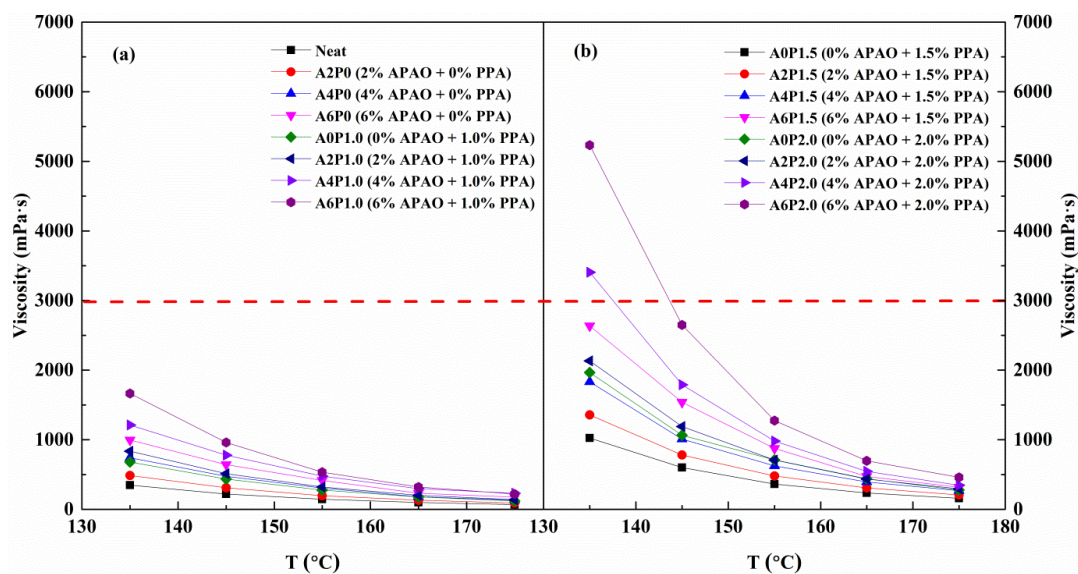 7000
6000
5000
4000
3000
2000
1000
0
Viscosity (mPa·s)
(a)
Neat
A2P0 (2% APAO + 0% PPA)
A4P0 (4% APAO + 0% PPA)
A6P0 (6% APAO + 0% PPA)
A0P1.0 (0% APAO + 1.0% PPA)
A2P1.0 (2% APAO + 1.0% PPA)
A4P1.0 (4% APAO + 1.0% PPA)
A6P1.0 (6% APAO + 1.0% PPA)
130 140 150 160 170
T (°C)
(b)
A0P1.5 (0% APAO + 1.5% PPA)
A2P1.5 (2% APAO + 1.5% PPA)
A4P1.5 (4% APAO + 1.5% PPA)
A6P1.5 (6% APAO + 1.5% PPA)
A0P2.0 (0% APAO + 2.0% PPA)
A2P2.0 (2% APAO + 2.0% PPA)
A4P2.0 (4% APAO + 2.0% PPA)
A6P2.0 (6% APAO + 2.0% PPA)
130 140 150 160 170 180
T (°C)
7000
6000
5000
4000
3000
2000
1000
0
Viscosity (mPa·s)